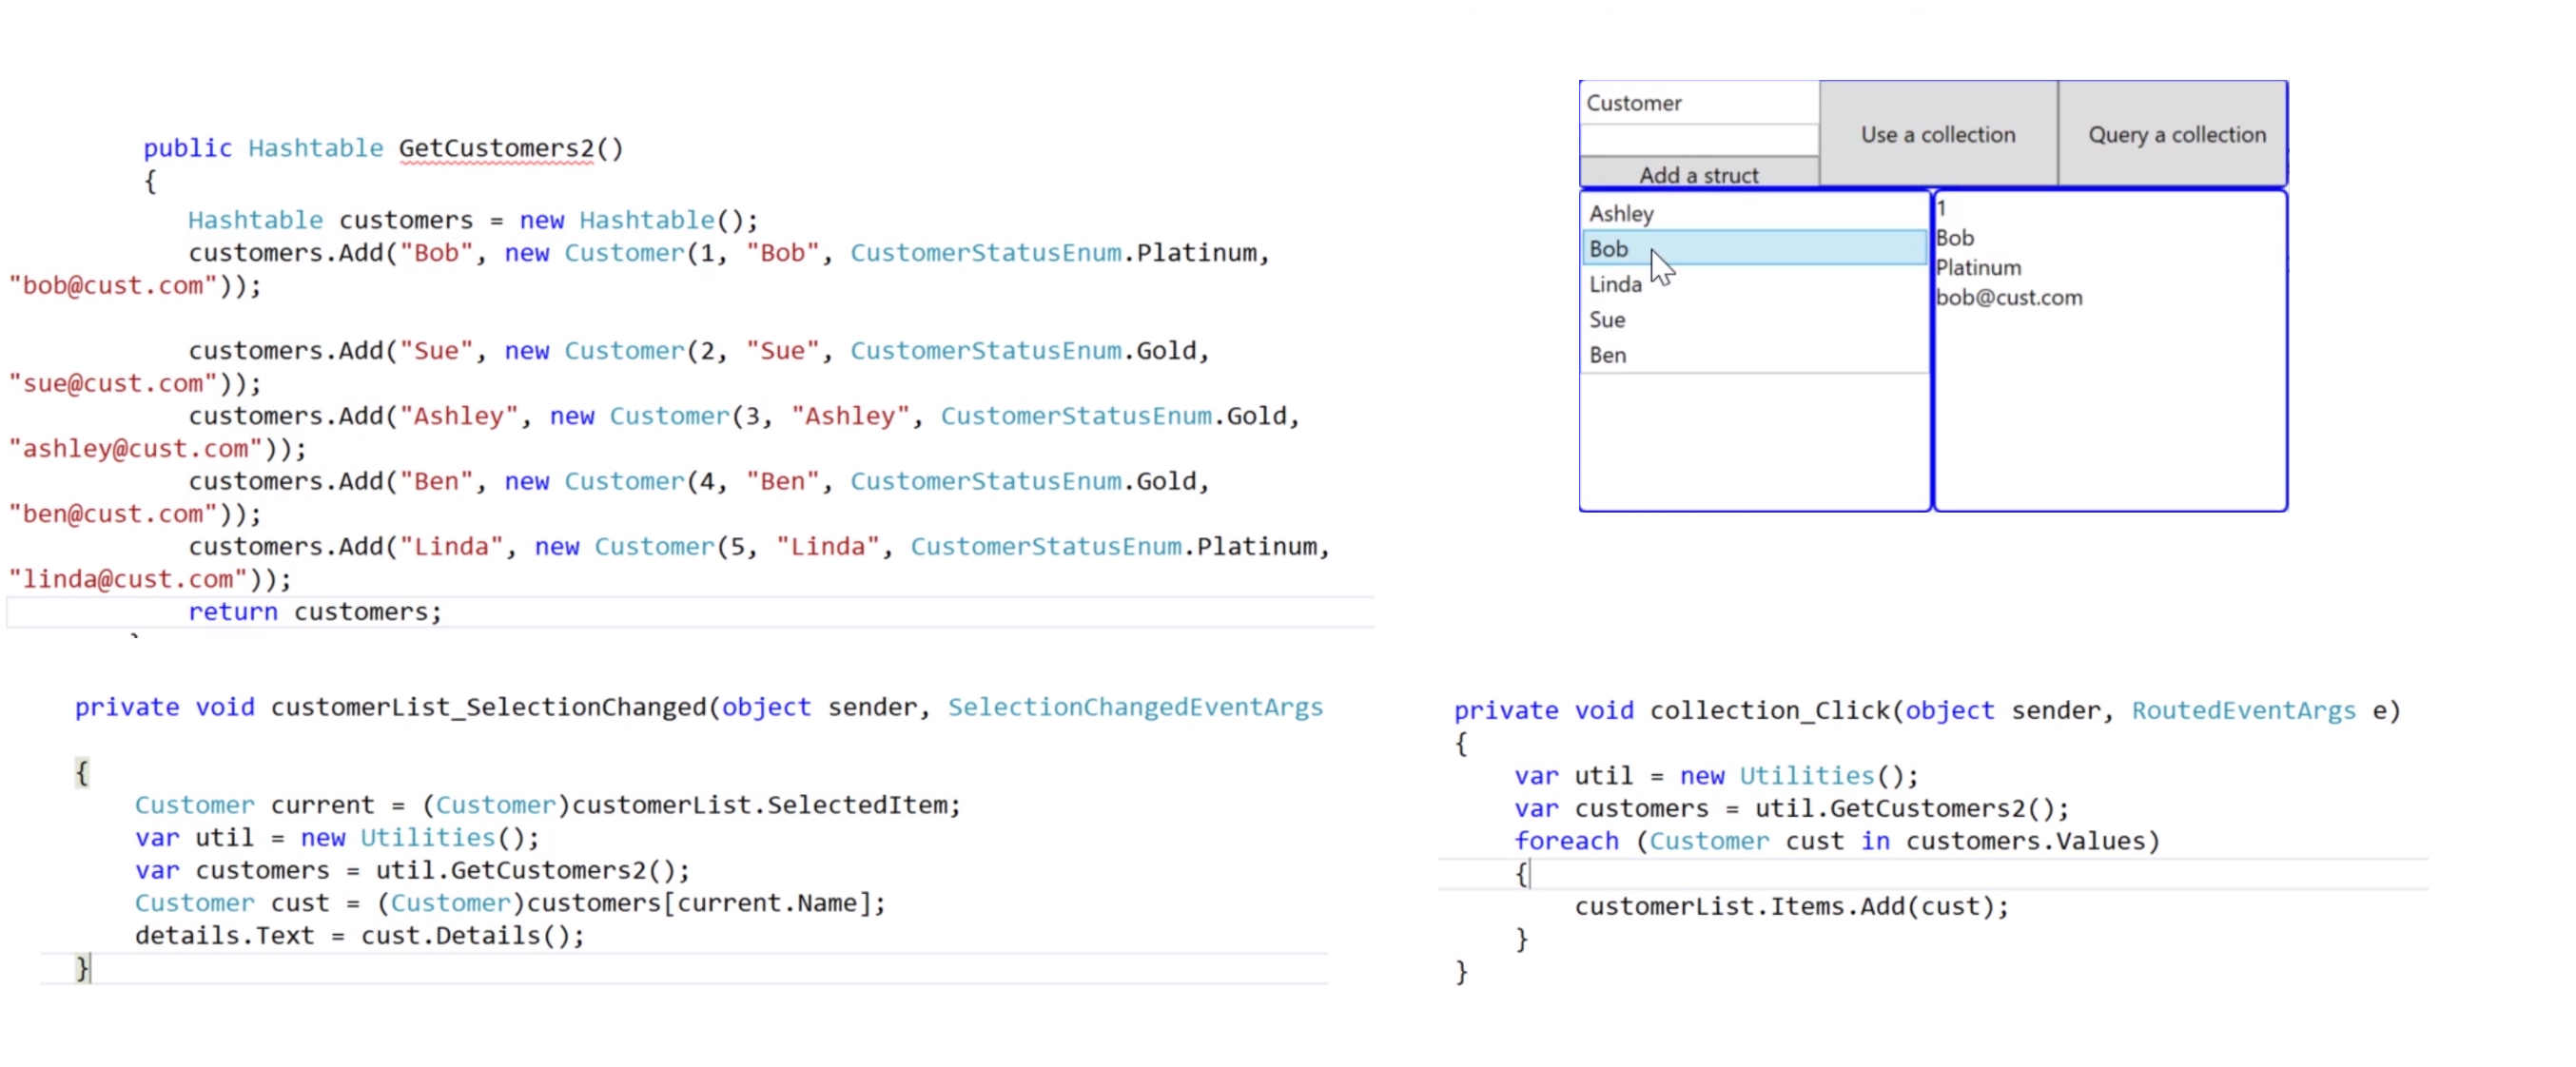 public Hashtable GetCustomers2()
{
Hashtable customers = new Hashtable();
customers.Add("Bob", new Customer(1, "Bob", CustomerStatusEnum.Platinum,
"bob@cust.com"));
customers.Add("Sue", new Customer(2, "Sue", CustomerStatusEnum.Gold,
"sue@cust.com"));
customers.Add("Ashley", new Customer(3, "Ashley", CustomerStatusEnum.Gold,
"ashley@cust.com"));
customers.Add("Ben", new Customer(4, "Ben", CustomerStatusEnum.Gold,
"ben@cust.com"));
customers.Add("Linda", new Customer(5, "Linda", CustomerStatusEnum.Platinum,
"linda@cust.com"));
return customers;
Customer
Use a collection
Query a collection
Add a struct
Ashley
Bob
Linda
Sue
Ben
1
Bob
Platinum
bob@cust.com
private void customerList_SelectionChanged(object sender, SelectionChangedEventArgs
{
Customer current = (Customer)customerList.SelectedItem;
var util = new Utilities();
var customers = util.GetCustomers2();
Customer cust = (Customer)customers[current.Name];
details.Text = cust.Details();
}
private void collection_Click(object sender, RoutedEventArgs e)
{
var util = new Utilities();
var customers = util.GetCustomers2();
foreach (Customer cust in customers.Values)
{
customerList.Items.Add(cust);
}
}